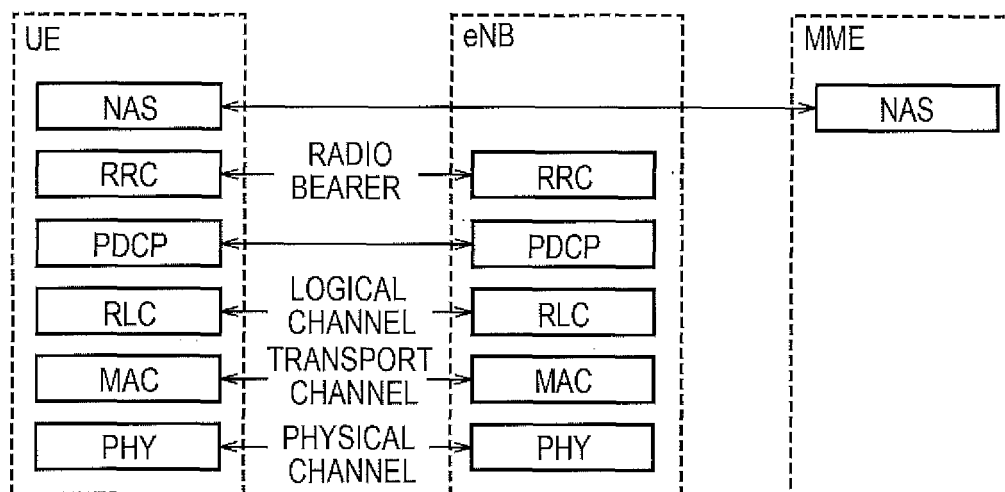 UE
eNB
MME
NAS
NAS
RRC
RADIO
BEARER
RRC
PDCP
PDCP
RLC
LOGICAL
CHANNEL
RLC
MAC
TRANSPORT
CHANNEL
MAC
PHY
PHYSICAL
CHANNEL
PHY